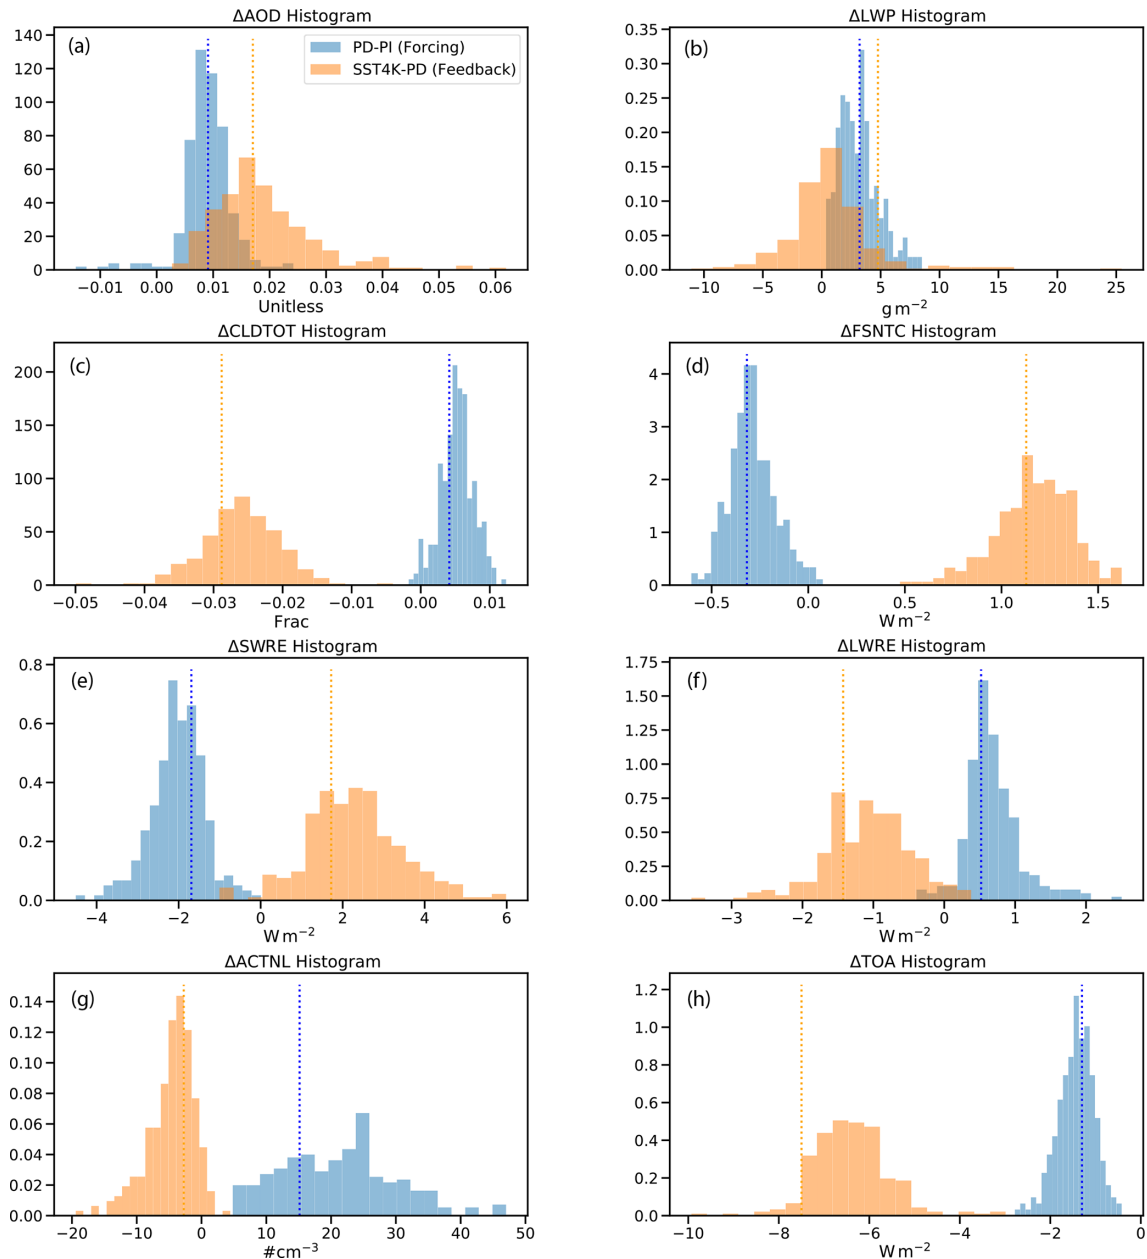 ΔAOD Histogram
(a)
PD-PI (Forcing)
SST4K-PD (Feedback)
140
120
100
80
60
40
20
0
−0.01 0.00 0.01 0.02 0.03 0.04 0.05 0.06
Unitless
ΔLWP Histogram
(b)
0.35
0.30
0.25
0.20
0.15
0.10
0.05
0.00
−10 −5 0 5 10 15 20 25
g m⁻²
ΔCLDTOT Histogram
(c)
200
150
100
50
0
−0.05 −0.04 −0.03 −0.02 −0.01 0.00 0.01
Frac
ΔFSNTC Histogram
(d)
4
3
2
1
0
−0.5 0.0 0.5 1.0 1.5
W m⁻²
ΔSWRE Histogram
(e)
0.8
0.6
0.4
0.2
0.0
−4 −2 0 2 4 6
W m⁻²
ΔLWRE Histogram
(f)
1.75
1.50
1.25
1.00
0.75
0.50
0.25
0.00
−3 −2 −1 0 1 2
W m⁻²
ΔACTNL Histogram
(g)
0.14
0.12
0.10
0.08
0.06
0.04
0.02
0.00
−20 −10 0 10 20 30 40 50
#cm⁻³
ΔTOA Histogram
(h)
1.2
1.0
0.8
0.6
0.4
0.2
0.0
−10 −8 −6 −4 −2 0
W m⁻²